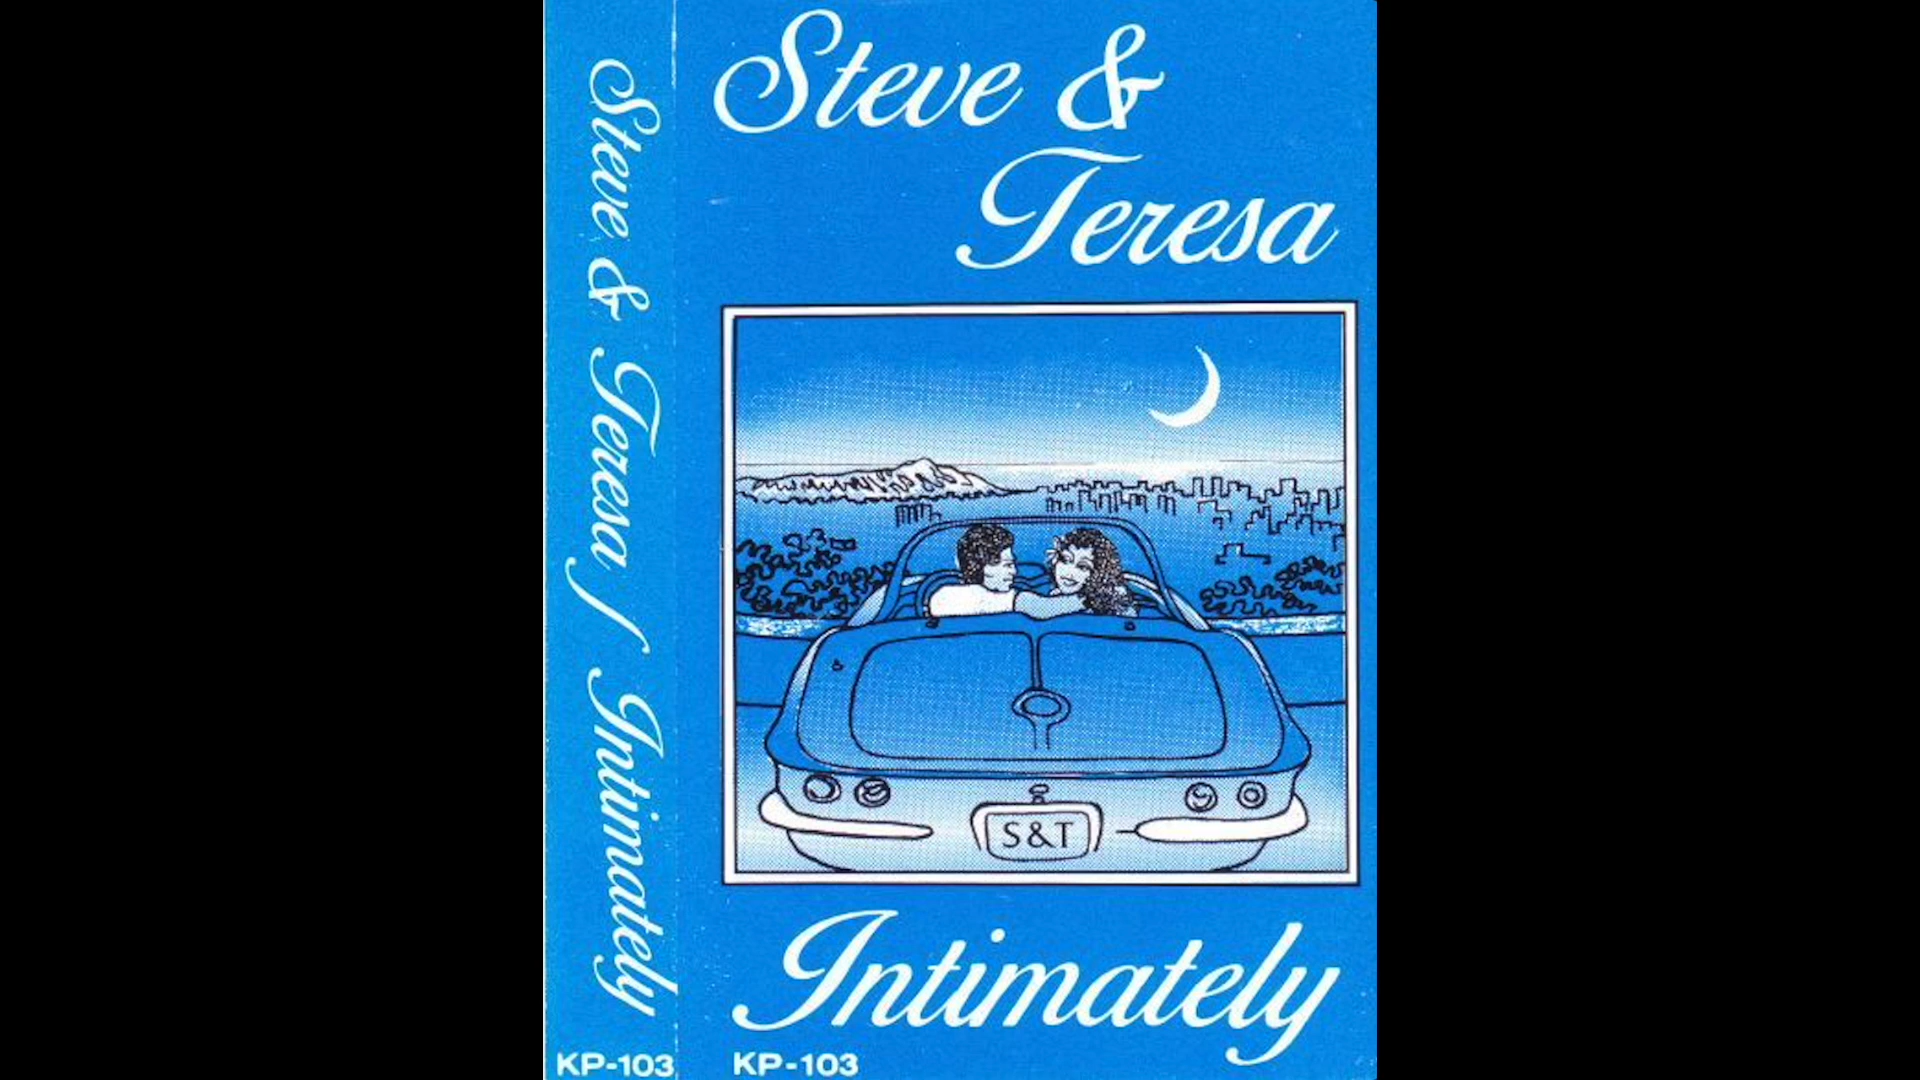 Steve & Teresa / Intimately
KP-103
Steve &
Teresa
S&T
Intimately
KP-103